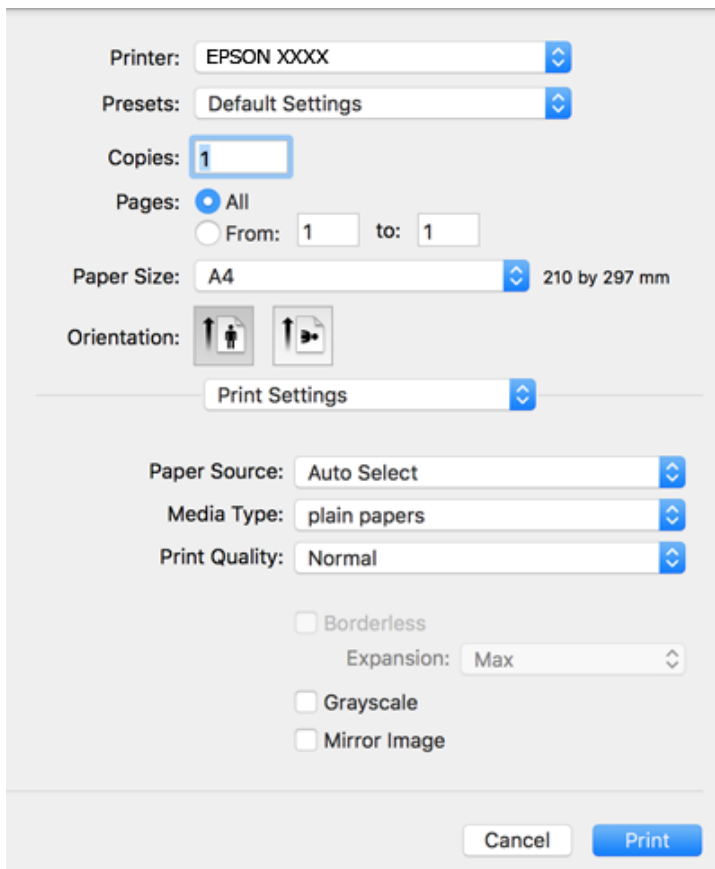 Printer: EPSON XXXX
Presets: Default Settings
Copies: 1
Pages: All
From: 1 to: 1
Paper Size: A4 210 by 297 mm
Orientation:
Print Settings
Paper Source: Auto Select
Media Type: plain papers
Print Quality: Normal
Borderless
Expansion: Max
Grayscale
Mirror Image
Cancel Print